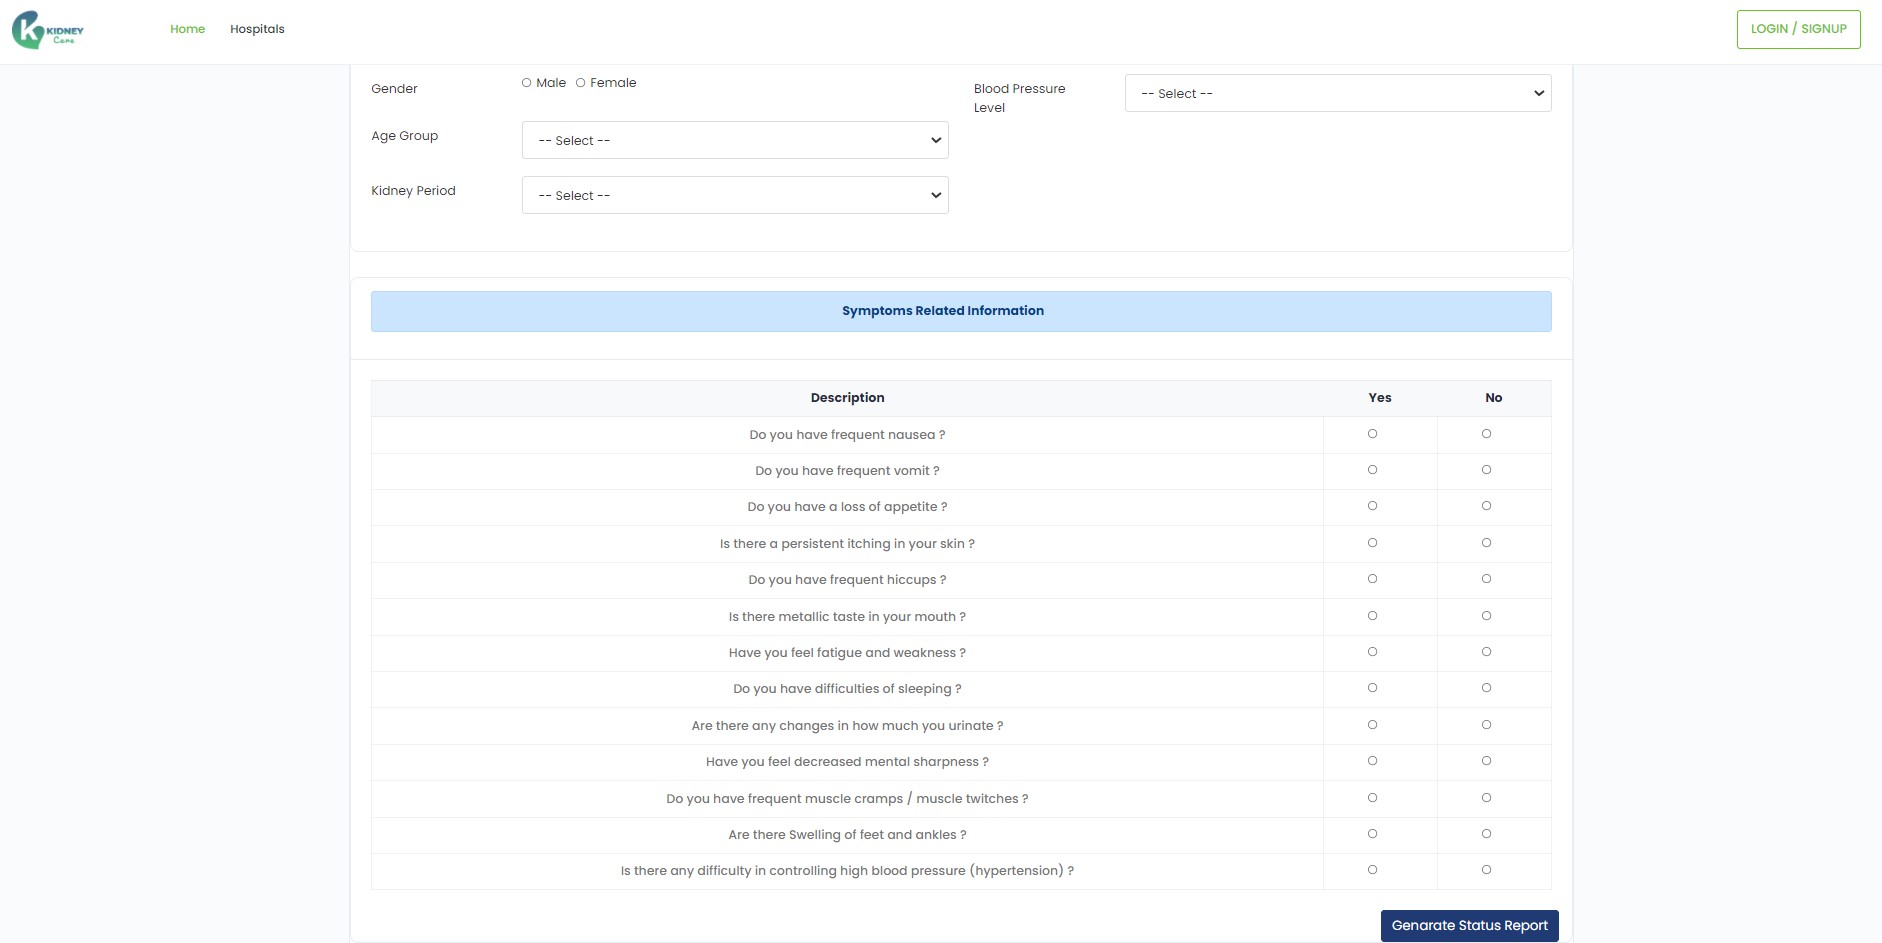 K KIDNEY
Care
Home Hospitals LOGIN / SIGNUP
Gender Male Female Blood Pressure Level -- Select --
Age Group -- Select --
Kidney Period -- Select --
Symptoms Related Information
Description Yes No
Do you have frequent nausea ?
Do you have frequent vomit ?
Do you have a loss of appetite ?
Is there a persistent itching in your skin ?
Do you have frequent hiccups ?
Is there metallic taste in your mouth ?
Have you feel fatigue and weakness ?
Do you have difficulties of sleeping ?
Are there any changes in how much you urinate ?
Have you feel decreased mental sharpness ?
Do you have frequent muscle cramps / muscle twitches ?
Are there Swelling of feet and ankles ?
Is there any difficulty in controlling high blood pressure (hypertension) ?
Genarate Status Report